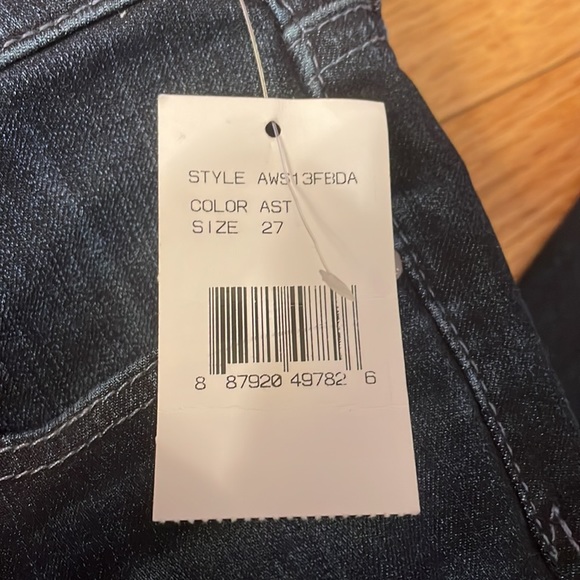 STYLE AWS13FBDA
COLOR AST
SIZE 27
8 87920 49782 6